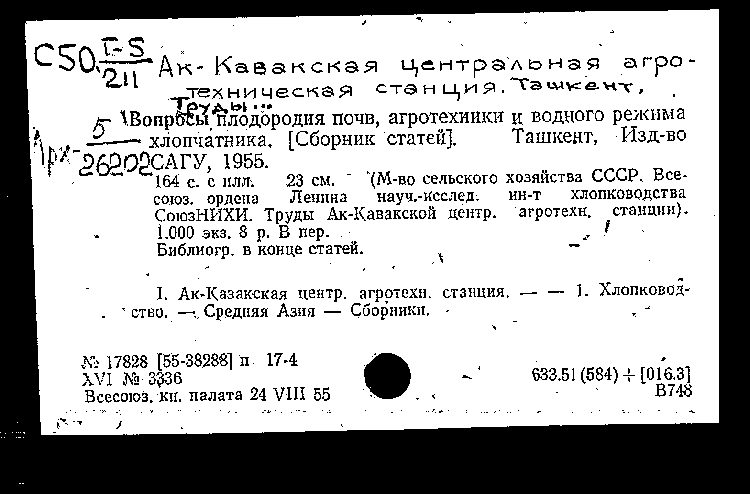 С50 I-5/211 Ак-Кавакская центральная агро-
техническая станция. Ташкент.
Труды...
5 Вопросы плодородия почв, агротехники и водного режима
Арх-26202 хлопчатника. [Сборник статей]. Ташкент, Изд-во
САГУ, 1955.
164 с. с илл. 23 см. (М-во сельского хозяйства СССР. Все-
союз. ордена Ленина науч.-исслед. ин-т хлопководства
СоюзНИХИ. Труды Ак-Кавакской центр. агротехн. станции).
1.000 экз. 8 р. В пер.
Библиогр. в конце статей.
I. Ак-Казакская центр. агротехн. станция. — — 1. Хлопковод-
ство. — Средняя Азия — Сборники.
№ 17828 [55-38288] п 17-4
XVI № 3336
Всесоюз. кн. палата 24 VIII 55
633.51 (584) + [016.3]
В748